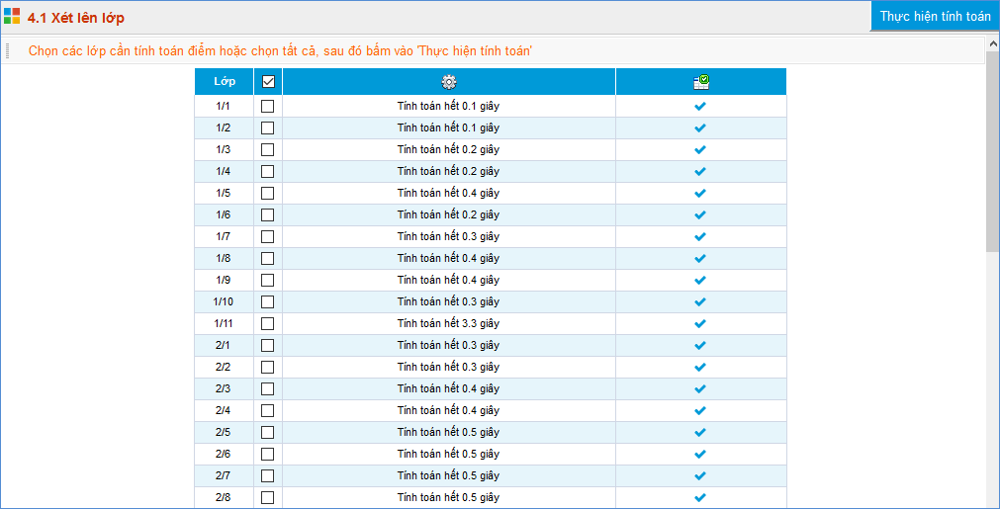 4.1 Xét lên lớp
Thực hiện tính toán
Chọn các lớp cần tính toán điểm hoặc chọn tất cả, sau đó bấm vào 'Thực hiện tính toán'
Lớp
1/1 Tính toán hết 0.1 giây
1/2 Tính toán hết 0.1 giây
1/3 Tính toán hết 0.2 giây
1/4 Tính toán hết 0.2 giây
1/5 Tính toán hết 0.4 giây
1/6 Tính toán hết 0.2 giây
1/7 Tính toán hết 0.3 giây
1/8 Tính toán hết 0.4 giây
1/9 Tính toán hết 0.4 giây
1/10 Tính toán hết 0.3 giây
1/11 Tính toán hết 3.3 giây
2/1 Tính toán hết 0.3 giây
2/2 Tính toán hết 0.3 giây
2/3 Tính toán hết 0.4 giây
2/4 Tính toán hết 0.4 giây
2/5 Tính toán hết 0.5 giây
2/6 Tính toán hết 0.5 giây
2/7 Tính toán hết 0.5 giây
2/8 Tính toán hết 0.5 giây